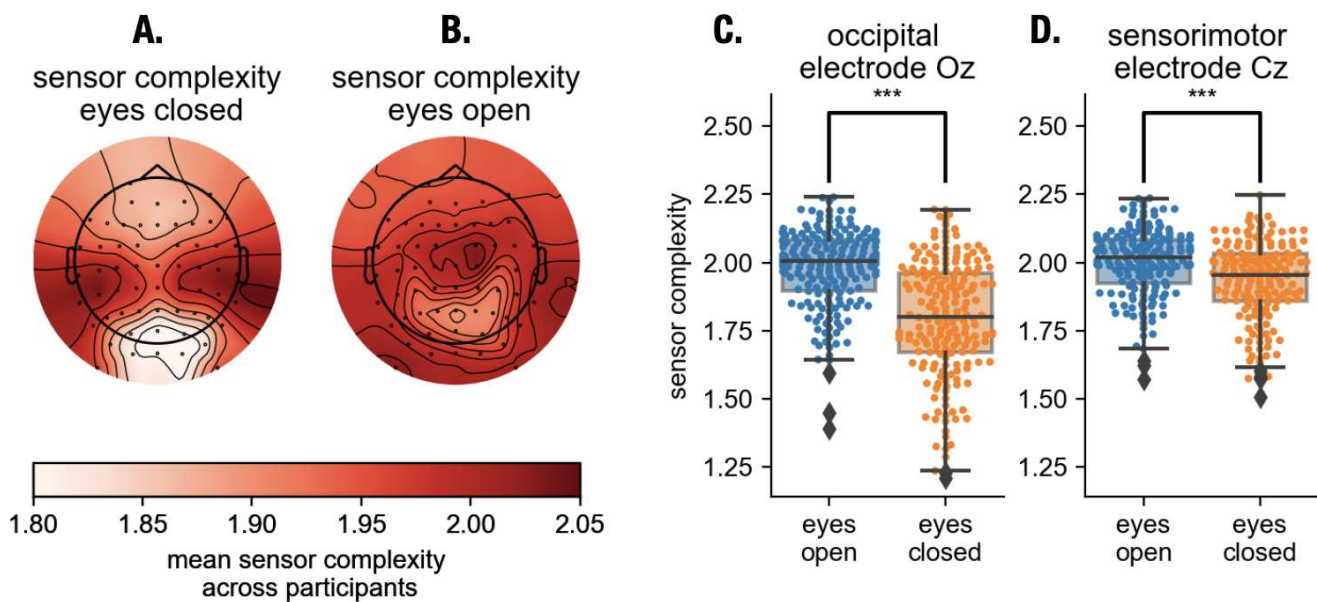 A.
sensor complexity
eyes closed
B.
sensor complexity
eyes open
1.80 1.85 1.90 1.95 2.00 2.05
mean sensor complexity
across participants
C.
occipital
electrode Oz
***
sensor complexity
2.50
2.25
2.00
1.75
1.50
1.25
eyes
open
eyes
closed
D.
sensorimotor
electrode Cz
***
2.50
2.25
2.00
1.75
1.50
1.25
eyes
open
eyes
closed